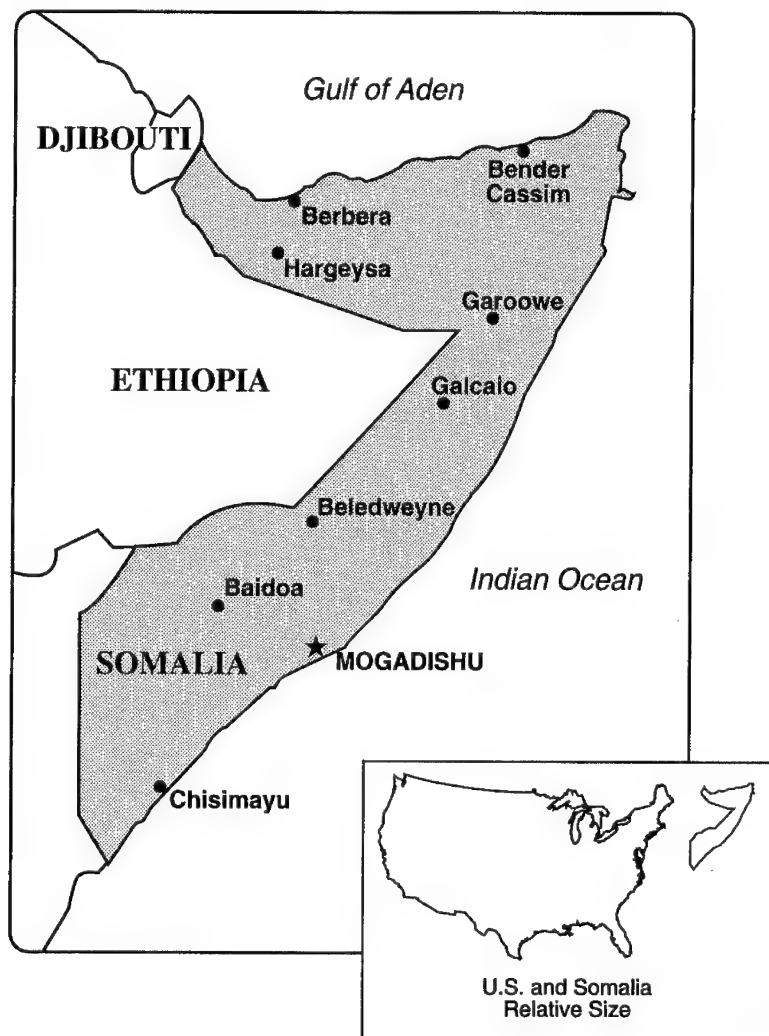 Gulf of Aden
DJIBOUTI
Bender
Cassim
Berbera
Hargeysa
Garoowe
ETHIOPIA
Galcaio
Beledweyne
Indian Ocean
Baidoa
SOMALIA
MOGADISHU
Chisimayu
U.S. and Somalia
Relative Size